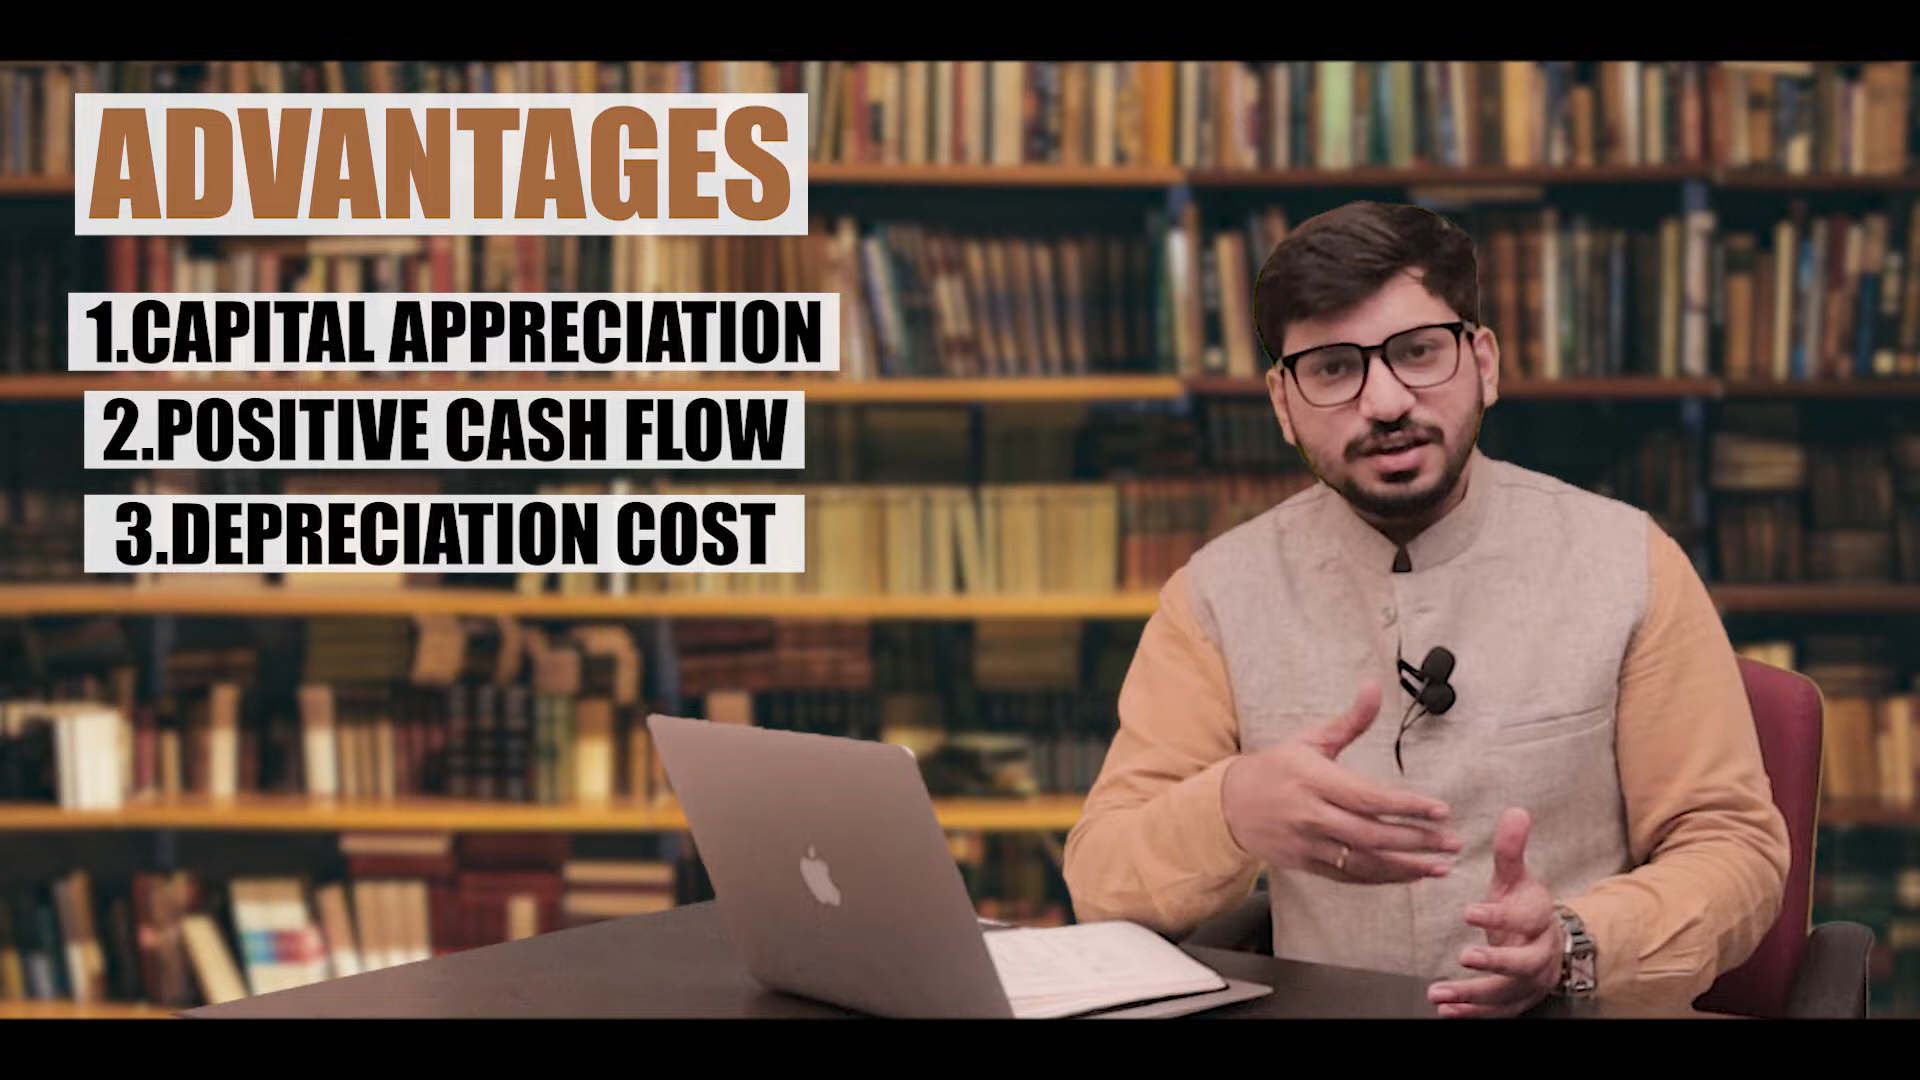 ADVANTAGES
1.CAPITAL APPRECIATION
2.POSITIVE CASH FLOW
3.DEPRECIATION COST